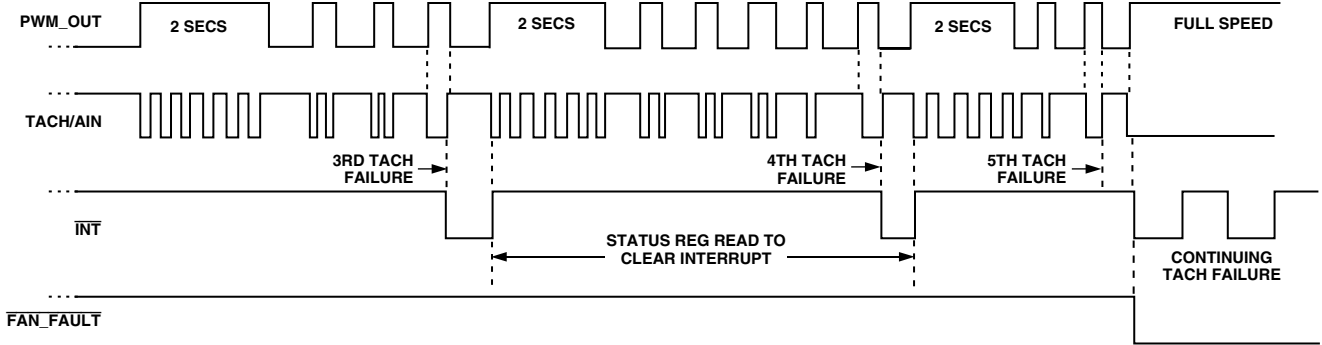 PWM_OUT
2 SECS
2 SECS
2 SECS
FULL SPEED
TACH/AIN
3RD TACH
FAILURE
4TH TACH
FAILURE
5TH TACH
FAILURE
INT
STATUS REG READ TO
CLEAR INTERRUPT
CONTINUING
TACH FAILURE
FAN_FAULT